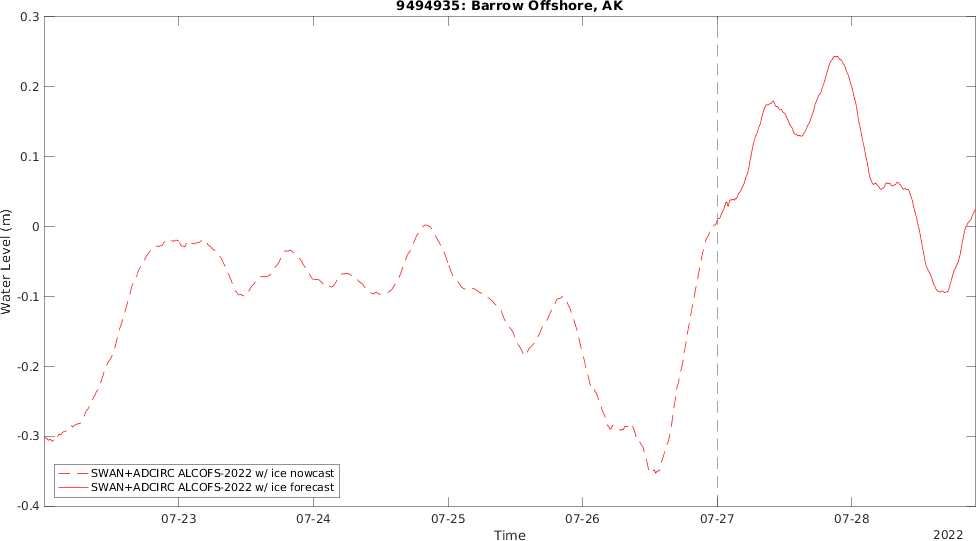 9494935: Barrow Offshore, AK
0.3
0.2
0.1
0
-0.1
-0.2
-0.3
-0.4
Water Level (m)
SWAN+ADCIRC ALCOFS-2022 w/ ice nowcast
SWAN+ADCIRC ALCOFS-2022 w/ ice forecast
07-23 07-24 07-25 07-26 07-27 07-28
Time
2022